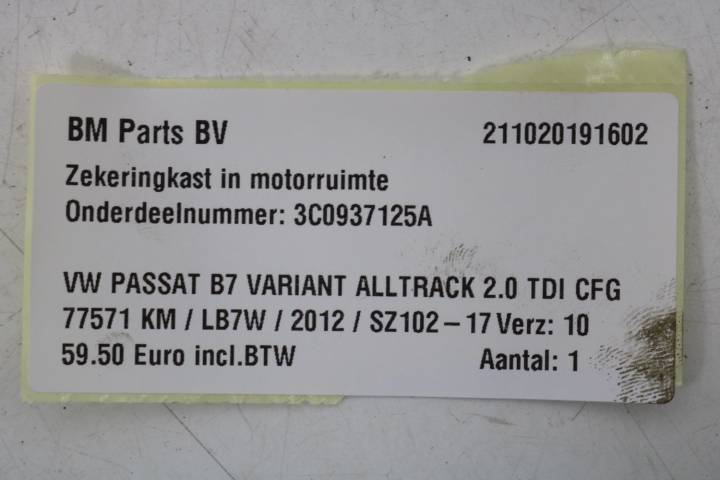 BM Parts BV 211020191602
Zekeringkast in motorruimte
Onderdeelnummer: 3C0937125A
VW PASSAT B7 VARIANT ALLTRACK 2.0 TDI CFG
77571 KM / LB7W / 2012 / SZ102-17 Verz: 10
59.50 Euro incl.BTW Aantal: 1